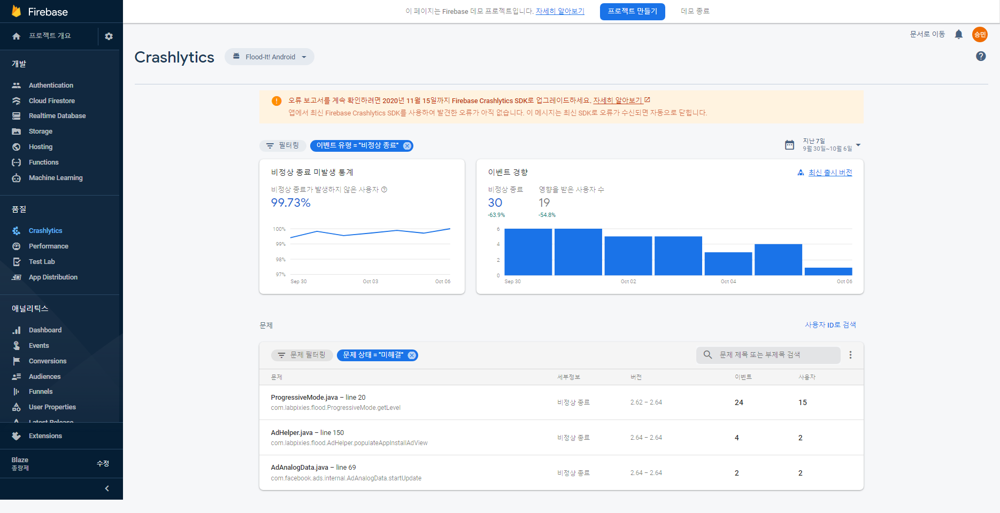 Firebase
이 페이지는 Firebase 데모 프로젝트입니다. 자세히 알아보기
프로젝트 만들기
데모 종료
프로젝트 개요
개발
Authentication
Cloud Firestore
Realtime Database
Storage
Hosting
Functions
Machine Learning
품질
Crashlytics
Performance
Test Lab
App Distribution
애널리틱스
Dashboard
Events
Conversions
Audiences
Funnels
User Properties
Latest Release
Extensions
Blaze
종량제
수정
문서로 이동
승민
Crashlytics
Flood-It! Android
오류 보고서를 계속 확인하려면 2020년 11월 15일까지 Firebase Crashlytics SDK로 업그레이드하세요. 자세히 알아보기
앱에서 최신 Firebase Crashlytics SDK를 사용하여 발견한 오류가 아직 없습니다. 이 메시지는 최신 SDK로 오류가 수신되면 자동으로 닫힙니다.
필터링
이벤트 유형 = "비정상 종료"
지난 7일
9월 30일~10월 6일
비정상 종료 미발생 통계
비정상 종료가 발생하지 않은 사용자
99.73%
100%
99%
98%
97%
Sep 30 Oct 03 Oct 06
이벤트 경향
최신 출시 버전
비정상 종료 영향을 받은 사용자 수
30 19
-63.9% -54.8%
6
4
2
0
Sep 30 Oct 02 Oct 04 Oct 06
문제
사용자 ID로 검색
문제 필터링
문제 상태 = "미해결"
문제 제목 또는 부제목 검색
문제 세부정보 버전 이벤트 사용자
ProgressiveMode.java – line 20
com.labpixies.flood.ProgressiveMode.getLevel
비정상 종료 2.62 – 2.64 24 15
AdHelper.java – line 150
com.labpixies.flood.AdHelper.populateAppInstallAdView
비정상 종료 2.64 – 2.64 4 2
AdAnalogData.java – line 69
com.facebook.ads.internal.AdAnalogData.startUpdate
비정상 종료 2.64 – 2.64 2 2